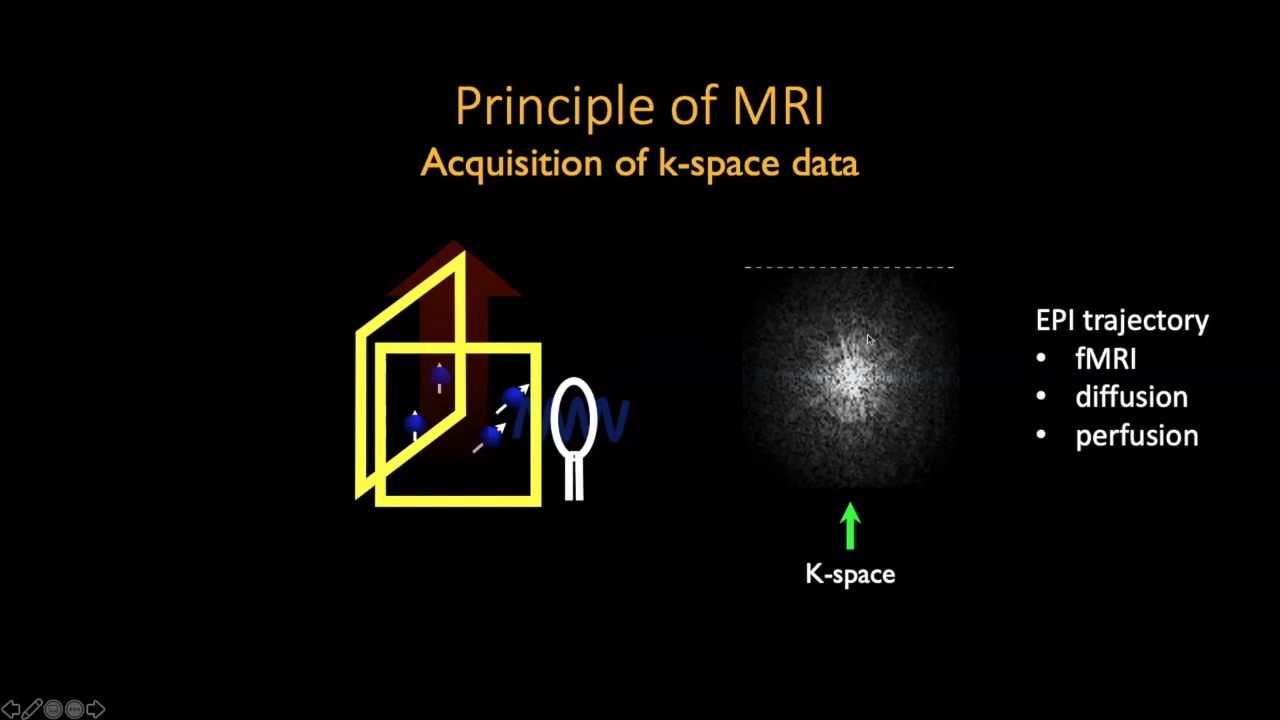 Principle of MRI
Acquisition of k-space data
EPI trajectory
• fMRI
• diffusion
• perfusion
K-space